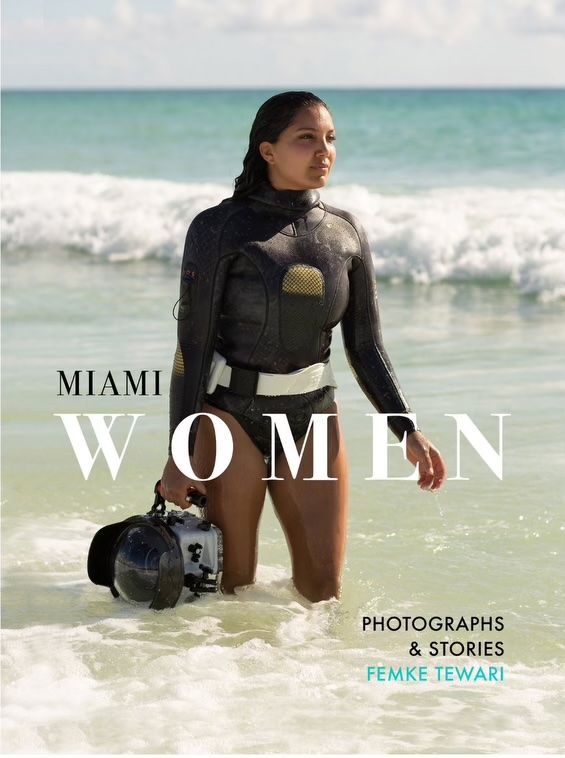 MIAMI
WOMEN
PHOTOGRAPHS
& STORIES
FEMKE TEWARI